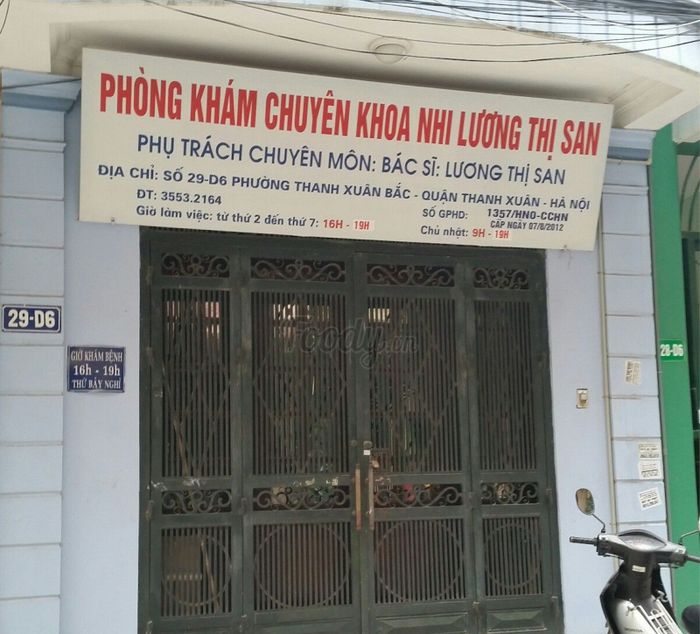 PHÒNG KHÁM CHUYÊN KHOA NHI LƯƠNG THỊ SAN
PHỤ TRÁCH CHUYÊN MÔN: BÁC SĨ: LƯƠNG THỊ SAN
ĐỊA CHỈ: SỐ 29-D6 PHƯỜNG THANH XUÂN BẮC - QUẬN THANH XUÂN - HÀ NỘI
ĐT: 3553.2164
SỐ GPHD: 1357/HNO-CCHN
CẤP NGÀY 07/8/2012
Giờ làm việc: từ thứ 2 đến thứ 7: 16H - 19H
Chủ nhật: 9H - 19H
29-D6
GIỜ KHÁM BỆNH
16h - 19h
THỨ BẢY NGHỈ
Foody.vn
28-D6